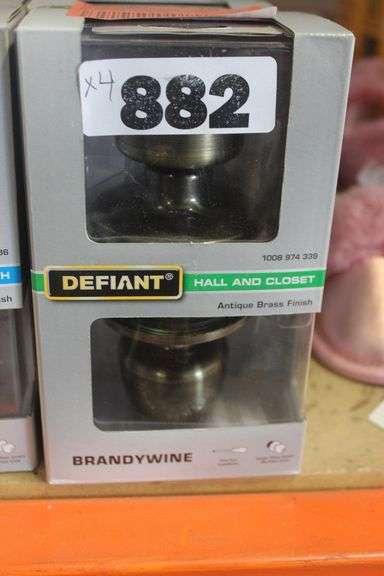 x4 882
1008 974 339
DEFIANT® HALL AND CLOSET
Antique Brass Finish
BRANDYWINE